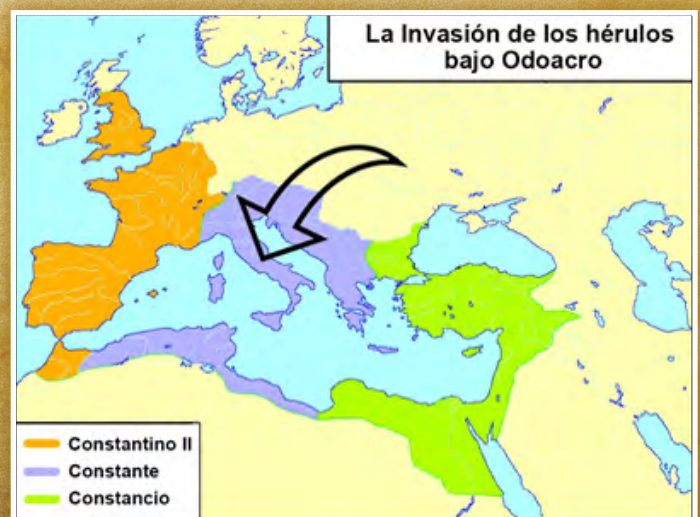 La Invasión de los hérulos
bajo Odoacro
Constantino II
Constante
Constancio